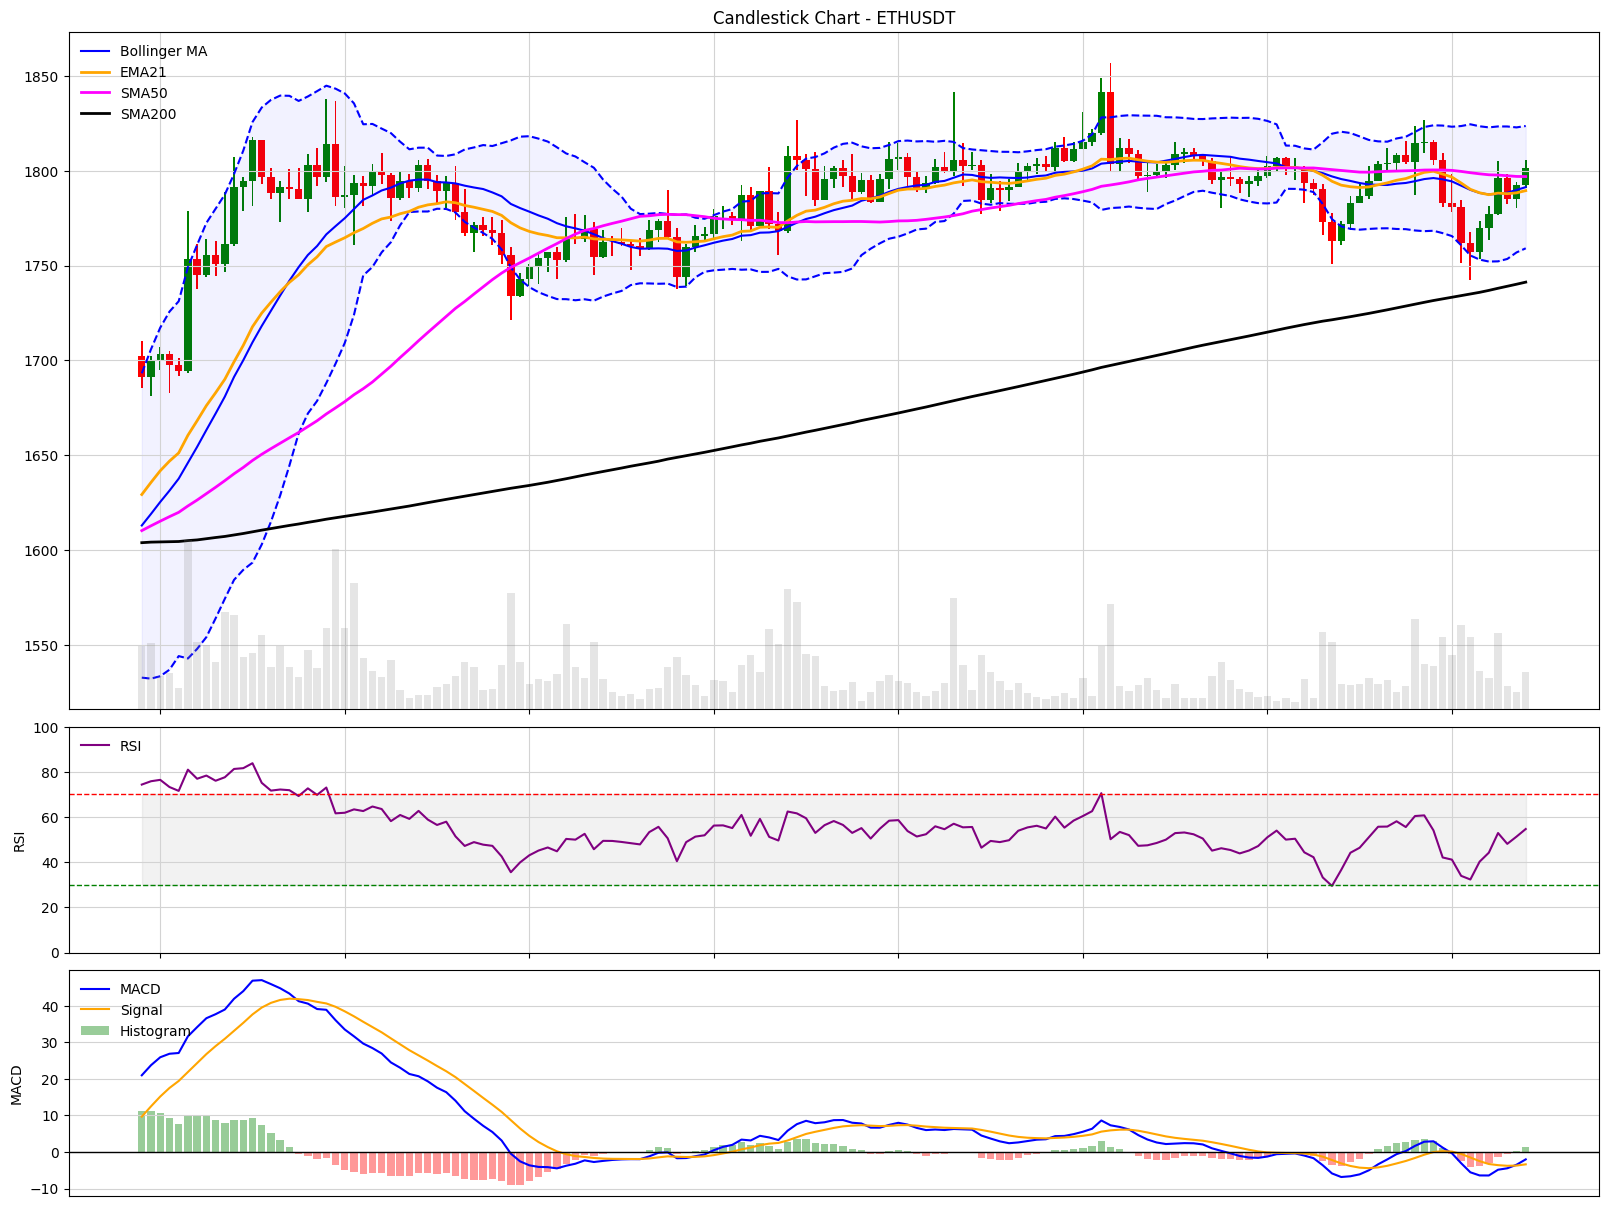 Candlestick Chart - ETHUSDT
Bollinger MA
EMA21
SMA50
SMA200
1850
1800
1750
1700
1650
1600
1550
RSI
100
80
60
40
20
0
RSI
MACD
Signal
Histogram
40
30
20
10
0
−10
MACD